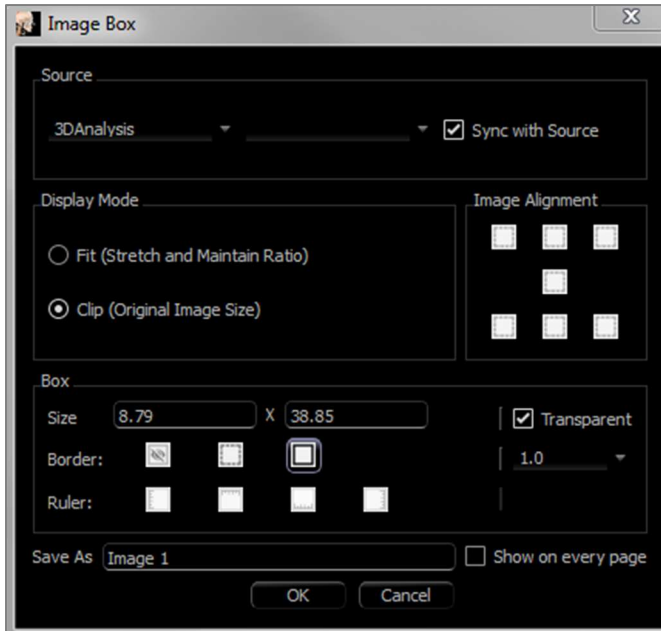 Image Box
Source
3DAnalysis
Sync with Source
Display Mode
Image Alignment
Fit (Stretch and Maintain Ratio)
Clip (Original Image Size)
Box
Size 8.79 X 38.85 Transparent
Border: 1.0
Ruler:
Save As Image 1 Show on every page
OK Cancel